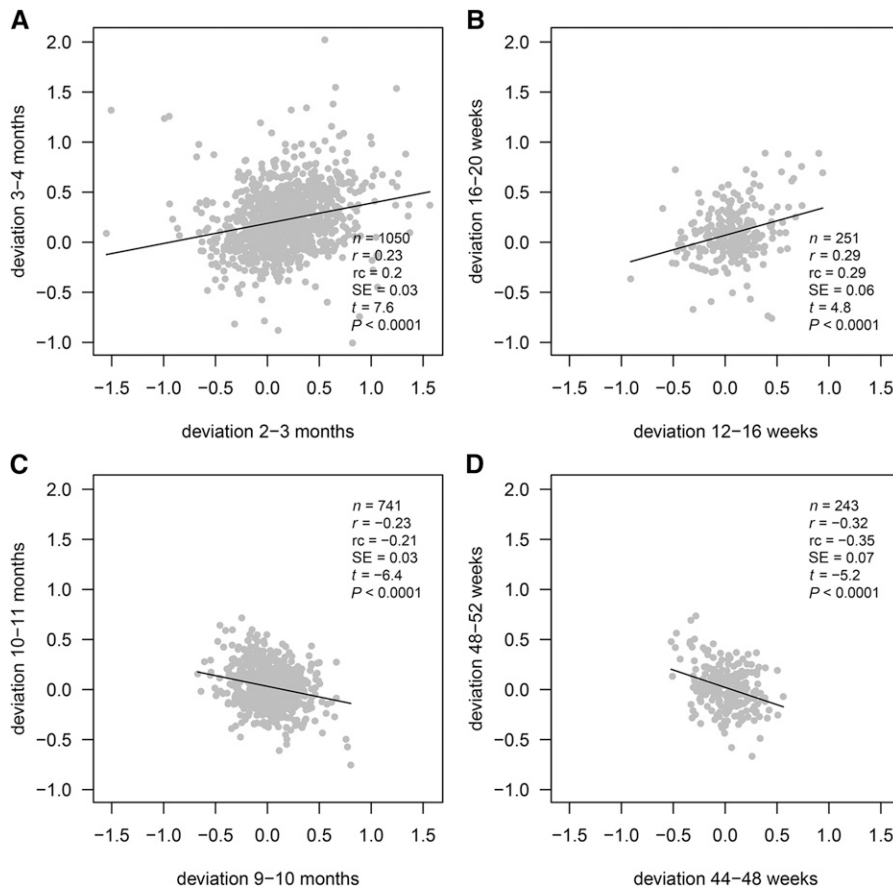 A
deviation 3−4 months
2.0
1.5
1.0
0.5
0.0
−0.5
−1.0
n = 1050
r = 0.23
rc = 0.2
SE = 0.03
t = 7.6
P < 0.0001
−1.5 −1.0 −0.5 0.0 0.5 1.0 1.5
deviation 2−3 months
B
deviation 16−20 weeks
2.0
1.5
1.0
0.5
0.0
−0.5
−1.0
n = 251
r = 0.29
rc = 0.29
SE = 0.06
t = 4.8
P < 0.0001
−1.5 −1.0 −0.5 0.0 0.5 1.0 1.5
deviation 12−16 weeks
C
deviation 10−11 months
2.0
1.5
1.0
0.5
0.0
−0.5
−1.0
n = 741
r = −0.23
rc = −0.21
SE = 0.03
t = −6.4
P < 0.0001
−1.5 −1.0 −0.5 0.0 0.5 1.0 1.5
deviation 9−10 months
D
deviation 48−52 weeks
2.0
1.5
1.0
0.5
0.0
−0.5
−1.0
n = 243
r = −0.32
rc = −0.35
SE = 0.07
t = −5.2
P < 0.0001
−1.5 −1.0 −0.5 0.0 0.5 1.0 1.5
deviation 44−48 weeks